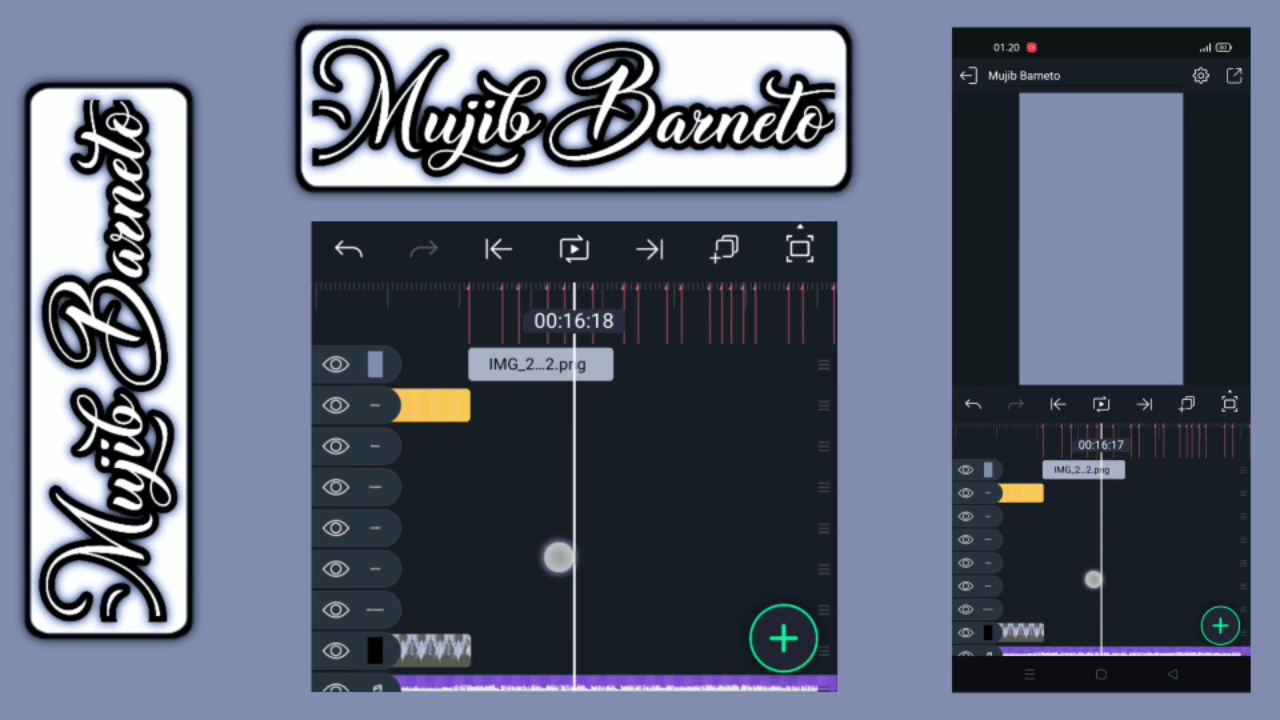 Mujib Barneto
Mujib Barneto
00:16:18
IMG_2...2.png
01.20
90
Mujib Barneto
00:16:17
IMG_2...2.png